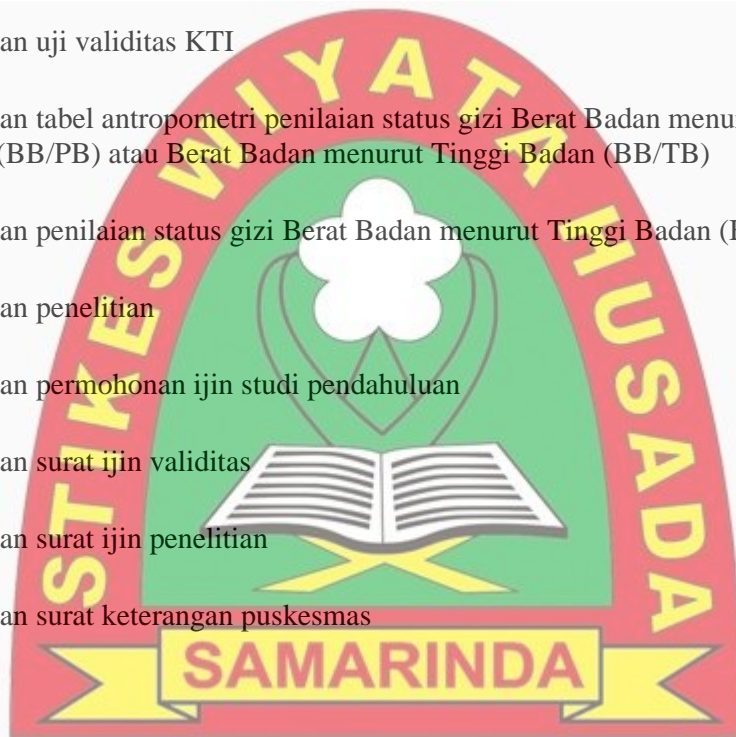 an uji validitas KTI
an tabel antropometri penilaian status gizi Berat Badan menu
(BB/PB) atau Berat Badan menurut Tinggi Badan (BB/TB)
an penilaian status gizi Berat Badan menurut Tinggi Badan (
an penelitian
an permohonan ijin studi pendahuluan
an surat ijin validitas
an surat ijin penelitian
an surat keterangan puskesmas
STIKES WIYATA HUSADA
SAMARINDA